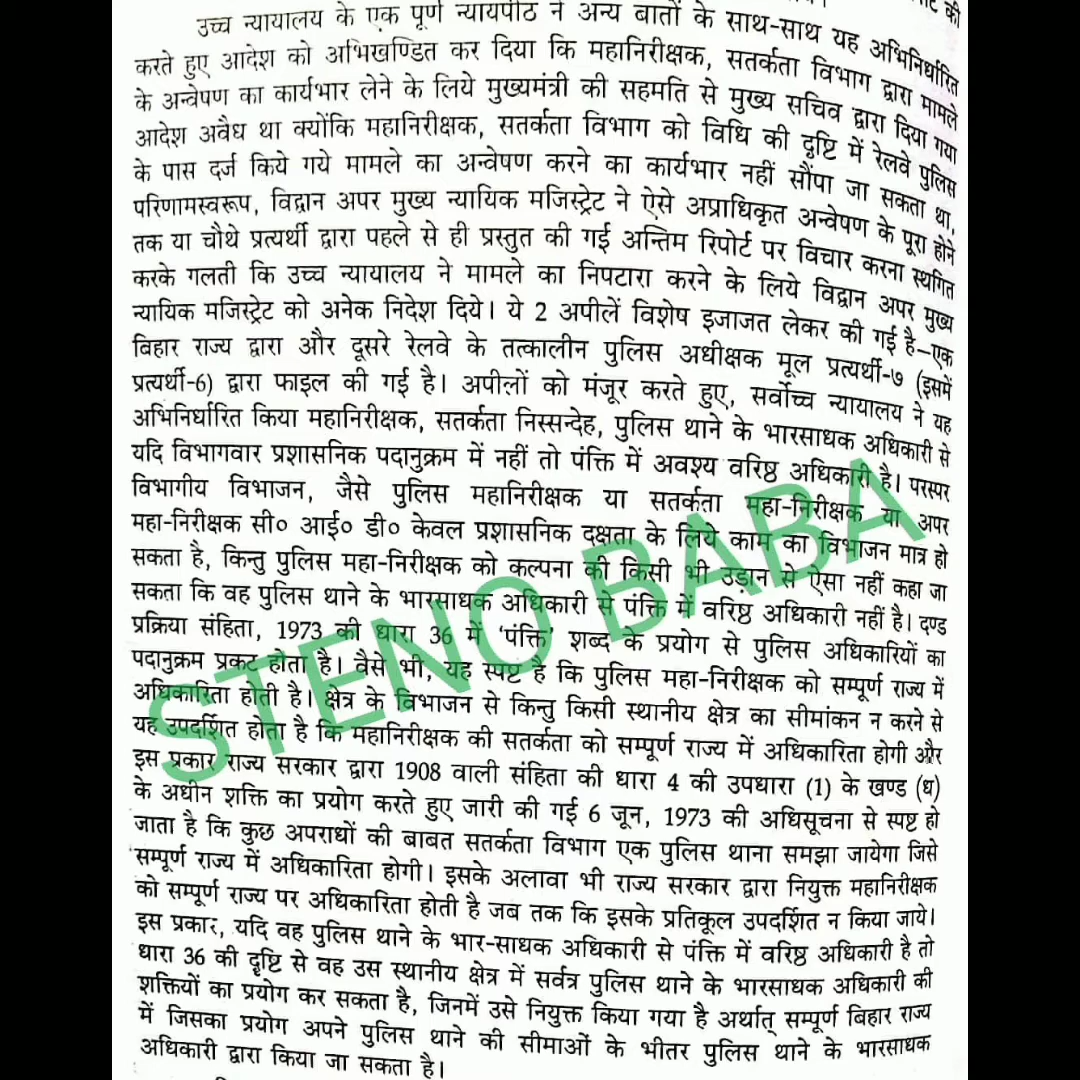 उच्च न्यायालय के एक पूर्ण न्यायपीठ ने अन्य बातों के साथ-साथ यह अभिनिर्धारित
करते हुए आदेश को अभिखण्डित कर दिया कि महानिरीक्षक, सतर्कता विभाग द्वारा मामले
के अन्वेषण का कार्यभार लेने के लिये मुख्यमंत्री की सहमति से मुख्य सचिव द्वारा दिया गया
आदेश अवैध था क्योंकि महानिरीक्षक, सतर्कता विभाग को विधि की दृष्टि में रेलवे पुलिस
के पास दर्ज किये गये मामले का अन्वेषण करने का कार्यभार नहीं सौंपा जा सकता था,
परिणामस्वरूप, विद्वान अपर मुख्य न्यायिक मजिस्ट्रेट ने ऐसे अप्राधिकृत अन्वेषण के पूरा होने
तक या चौथे प्रत्यर्थी द्वारा पहले से ही प्रस्तुत की गई अन्तिम रिपोर्ट पर विचार करना स्थगित
करके गलती कि उच्च न्यायालय ने मामले का निपटारा करने के लिये विद्वान अपर मुख्य
न्यायिक मजिस्ट्रेट को अनेक निदेश दिये। ये 2 अपीलें विशेष इजाजत लेकर की गई है–एक
बिहार राज्य द्वारा और दूसरे रेलवे के तत्कालीन पुलिस अधीक्षक मूल प्रत्यर्थी-७ (इसमें
प्रत्यर्थी-6) द्वारा फाइल की गई है। अपीलों को मंजूर करते हुए, सर्वोच्च न्यायालय ने यह
अभिनिर्धारित किया महानिरीक्षक, सतर्कता निस्सन्देह, पुलिस थाने के भारसाधक अधिकारी से
यदि विभागवार प्रशासनिक पदानुक्रम में नहीं तो पंक्ति में अवश्य वरिष्ठ अधिकारी है। परस्पर
विभागीय विभाजन, जैसे पुलिस महानिरीक्षक या सतर्कता महा-निरीक्षक या अपर
महा-निरीक्षक सी० आई० डी० केवल प्रशासनिक दक्षता के लिये काम का विभाजन मात्र हो
सकता है, किन्तु पुलिस महा-निरीक्षक को कल्पना की किसी भी उड़ान से ऐसा नहीं कहा जा
सकता कि वह पुलिस थाने के भारसाधक अधिकारी से पंक्ति में वरिष्ठ अधिकारी नहीं है। दण्ड
प्रक्रिया संहिता, 1973 की धारा 36 में ‘पंक्ति’ शब्द के प्रयोग से पुलिस अधिकारियों का
पदानुक्रम प्रकट होता है। वैसे भी, यह स्पष्ट है कि पुलिस महा-निरीक्षक को सम्पूर्ण राज्य में
अधिकारिता होती है। क्षेत्र के विभाजन से किन्तु किसी स्थानीय क्षेत्र का सीमांकन न करने से
यह उपदर्शित होता है कि महानिरीक्षक की सतर्कता को सम्पूर्ण राज्य में अधिकारिता होगी और
इस प्रकार राज्य सरकार द्वारा 1908 वाली संहिता की धारा 4 की उपधारा (1) के खण्ड (ध)
के अधीन शक्ति का प्रयोग करते हुए जारी की गई 6 जून, 1973 की अधिसूचना से स्पष्ट हो
जाता है कि कुछ अपराधों की बाबत सतर्कता विभाग एक पुलिस थाना समझा जायेगा जिसे
सम्पूर्ण राज्य में अधिकारिता होगी। इसके अलावा भी राज्य सरकार द्वारा नियुक्त महानिरीक्षक
को सम्पूर्ण राज्य पर अधिकारिता होती है जब तक कि इसके प्रतिकूल उपदर्शित न किया जाये।
इस प्रकार, यदि वह पुलिस थाने के भार-साधक अधिकारी से पंक्ति में वरिष्ठ अधिकारी है तो
धारा 36 की दृष्टि से वह उस स्थानीय क्षेत्र में सर्वत्र पुलिस थाने के भारसाधक अधिकारी की
शक्तियों का प्रयोग कर सकता है, जिनमें उसे नियुक्त किया गया है अर्थात् सम्पूर्ण बिहार राज्य
में जिसका प्रयोग अपने पुलिस थाने की सीमाओं के भीतर पुलिस थाने के भारसाधक
अधिकारी द्वारा किया जा सकता है।
STENO BABA